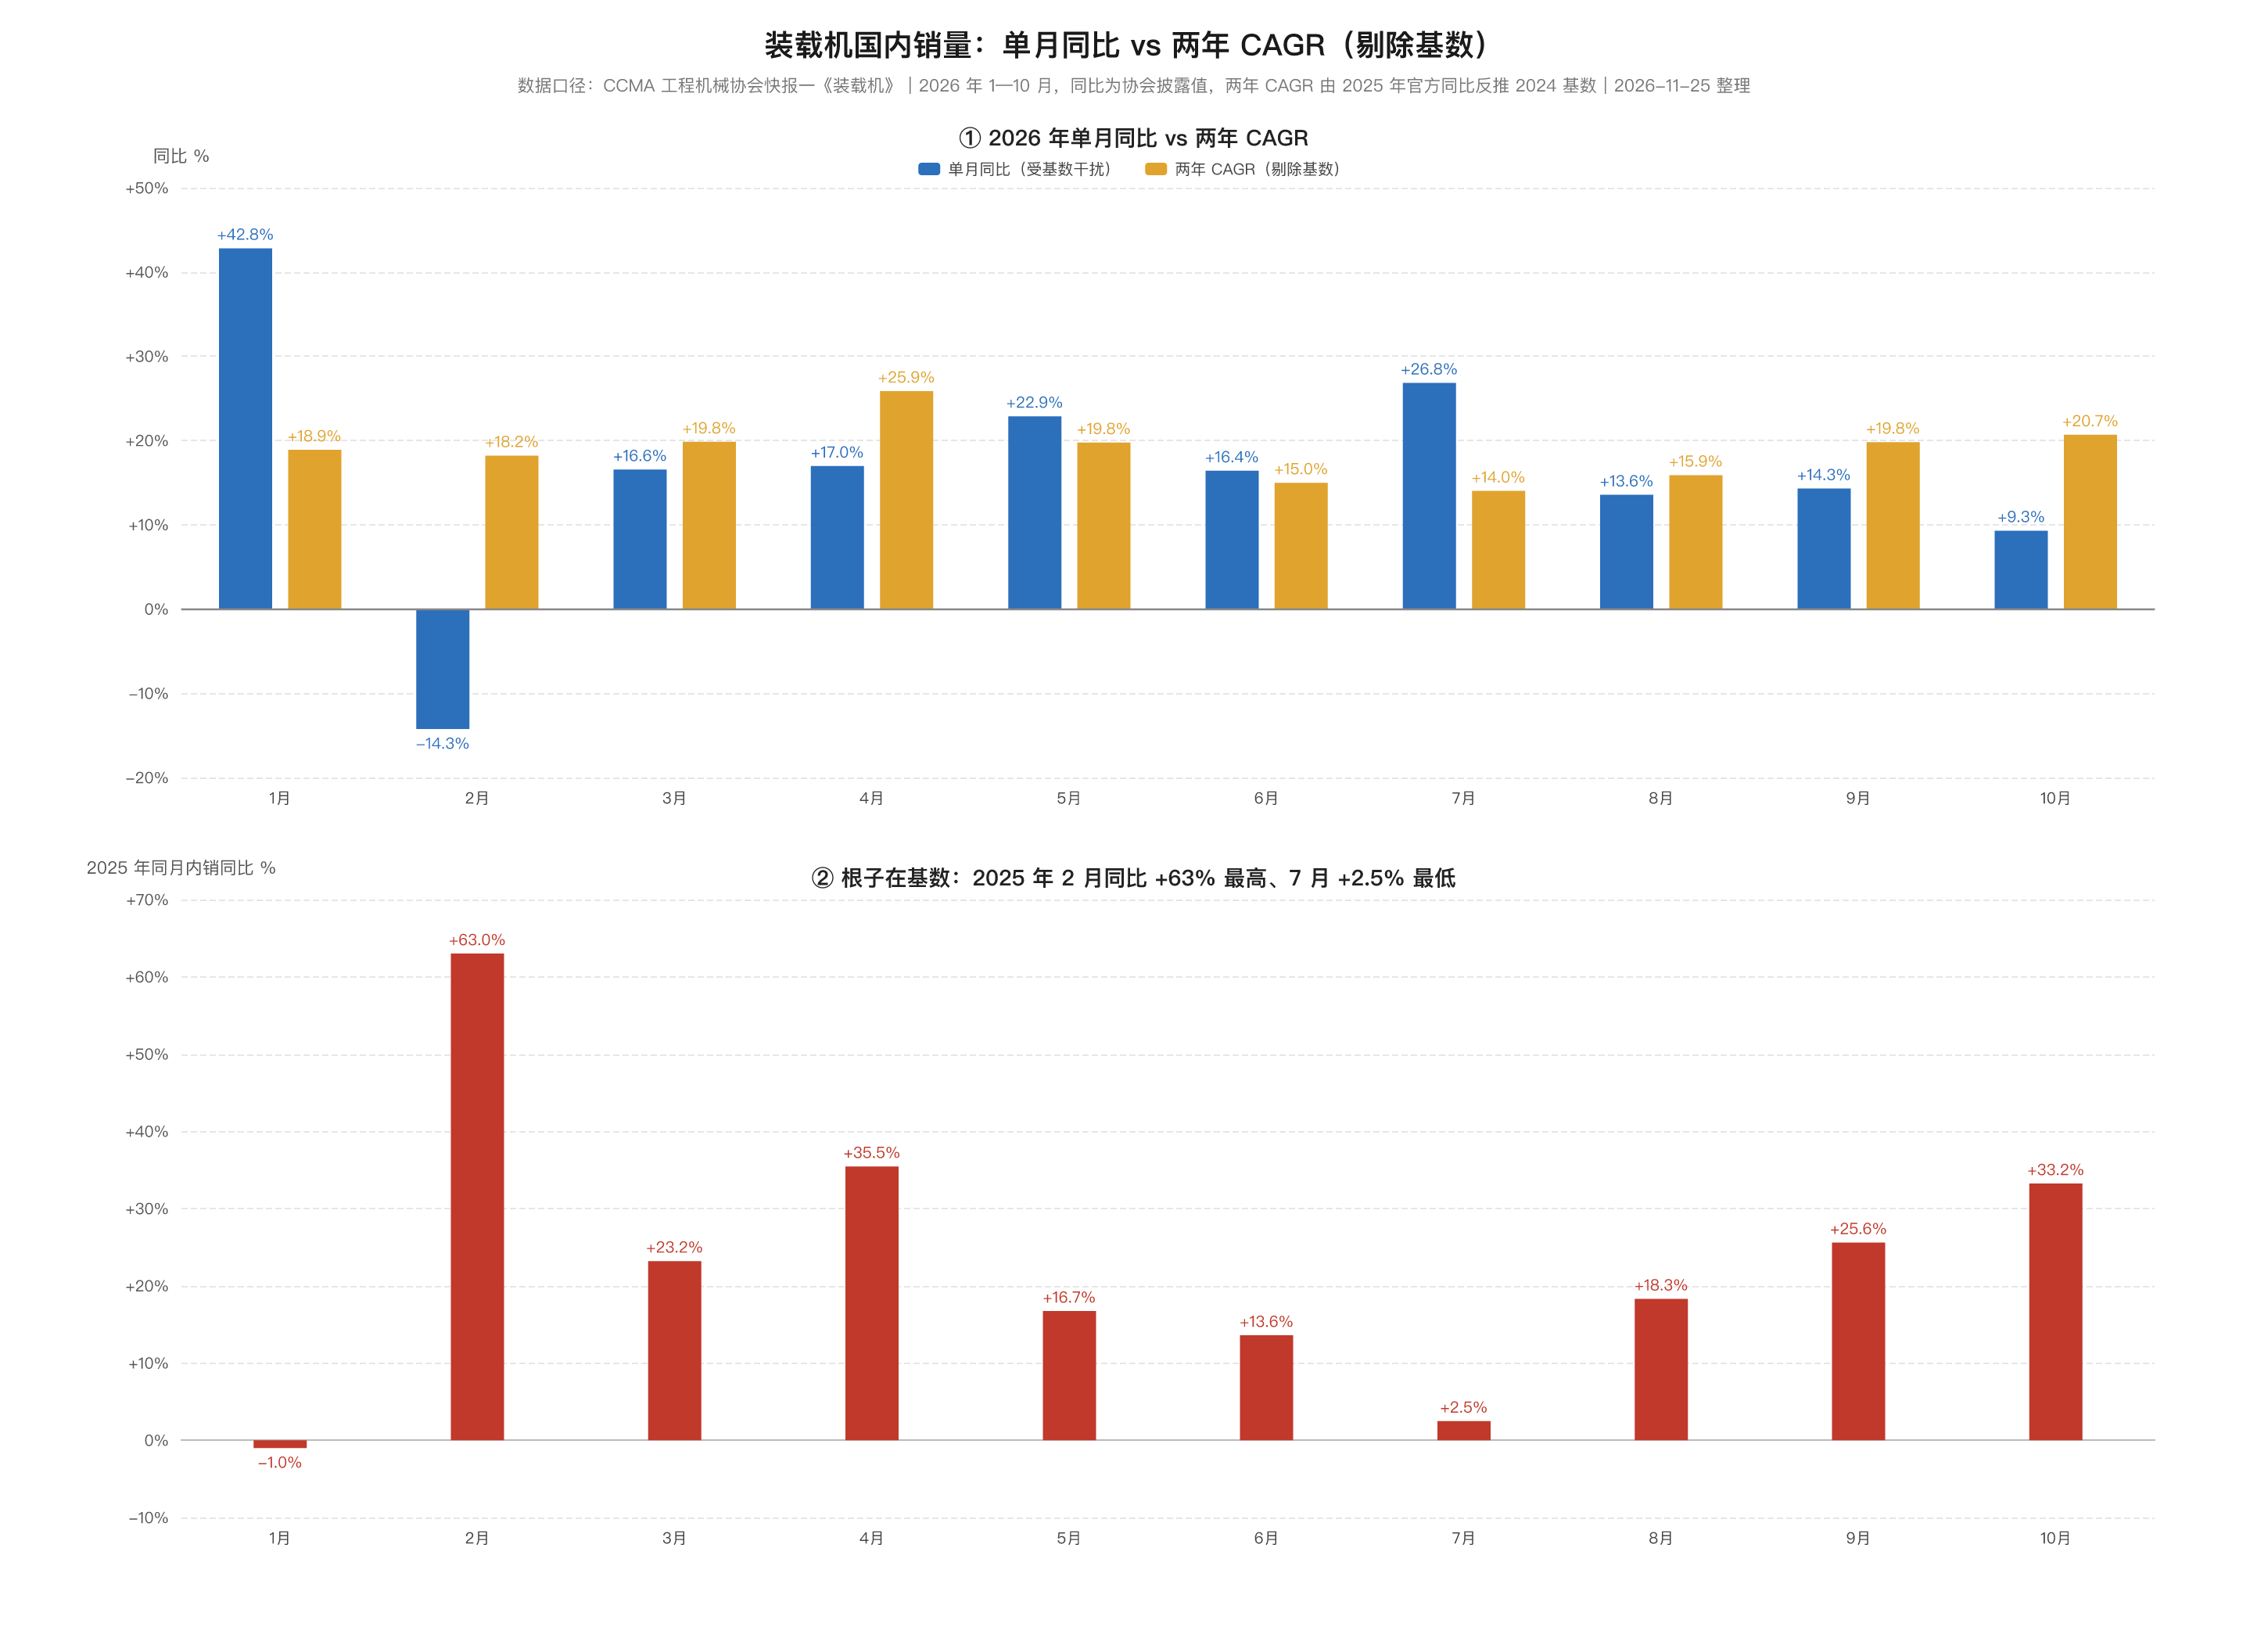 装载机国内销量：单月同比 vs 两年 CAGR（剔除基数）
数据口径：CCMA 工程机械协会快报一《装载机》｜2026 年 1—10 月，同比为协会披露值，两年 CAGR 由 2025 年官方同比反推 2024 基数｜2026-11-25 整理
① 2026 年单月同比 vs 两年 CAGR
同比 %
单月同比（受基数干扰）
两年 CAGR（剔除基数）
+50%
+40%
+30%
+20%
+10%
0%
−10%
−20%
+42.8%
+18.9%
−14.3%
+18.2%
+16.6%
+19.8%
+17.0%
+25.9%
+22.9%
+19.8%
+16.4%
+15.0%
+26.8%
+14.0%
+13.6%
+15.9%
+14.3%
+19.8%
+9.3%
+20.7%
1月
2月
3月
4月
5月
6月
7月
8月
9月
10月
2025 年同月内销同比 %
② 根子在基数：2025 年 2 月同比 +63% 最高、7 月 +2.5% 最低
+70%
+60%
+50%
+40%
+30%
+20%
+10%
0%
−10%
−1.0%
+63.0%
+23.2%
+35.5%
+16.7%
+13.6%
+2.5%
+18.3%
+25.6%
+33.2%
1月
2月
3月
4月
5月
6月
7月
8月
9月
10月